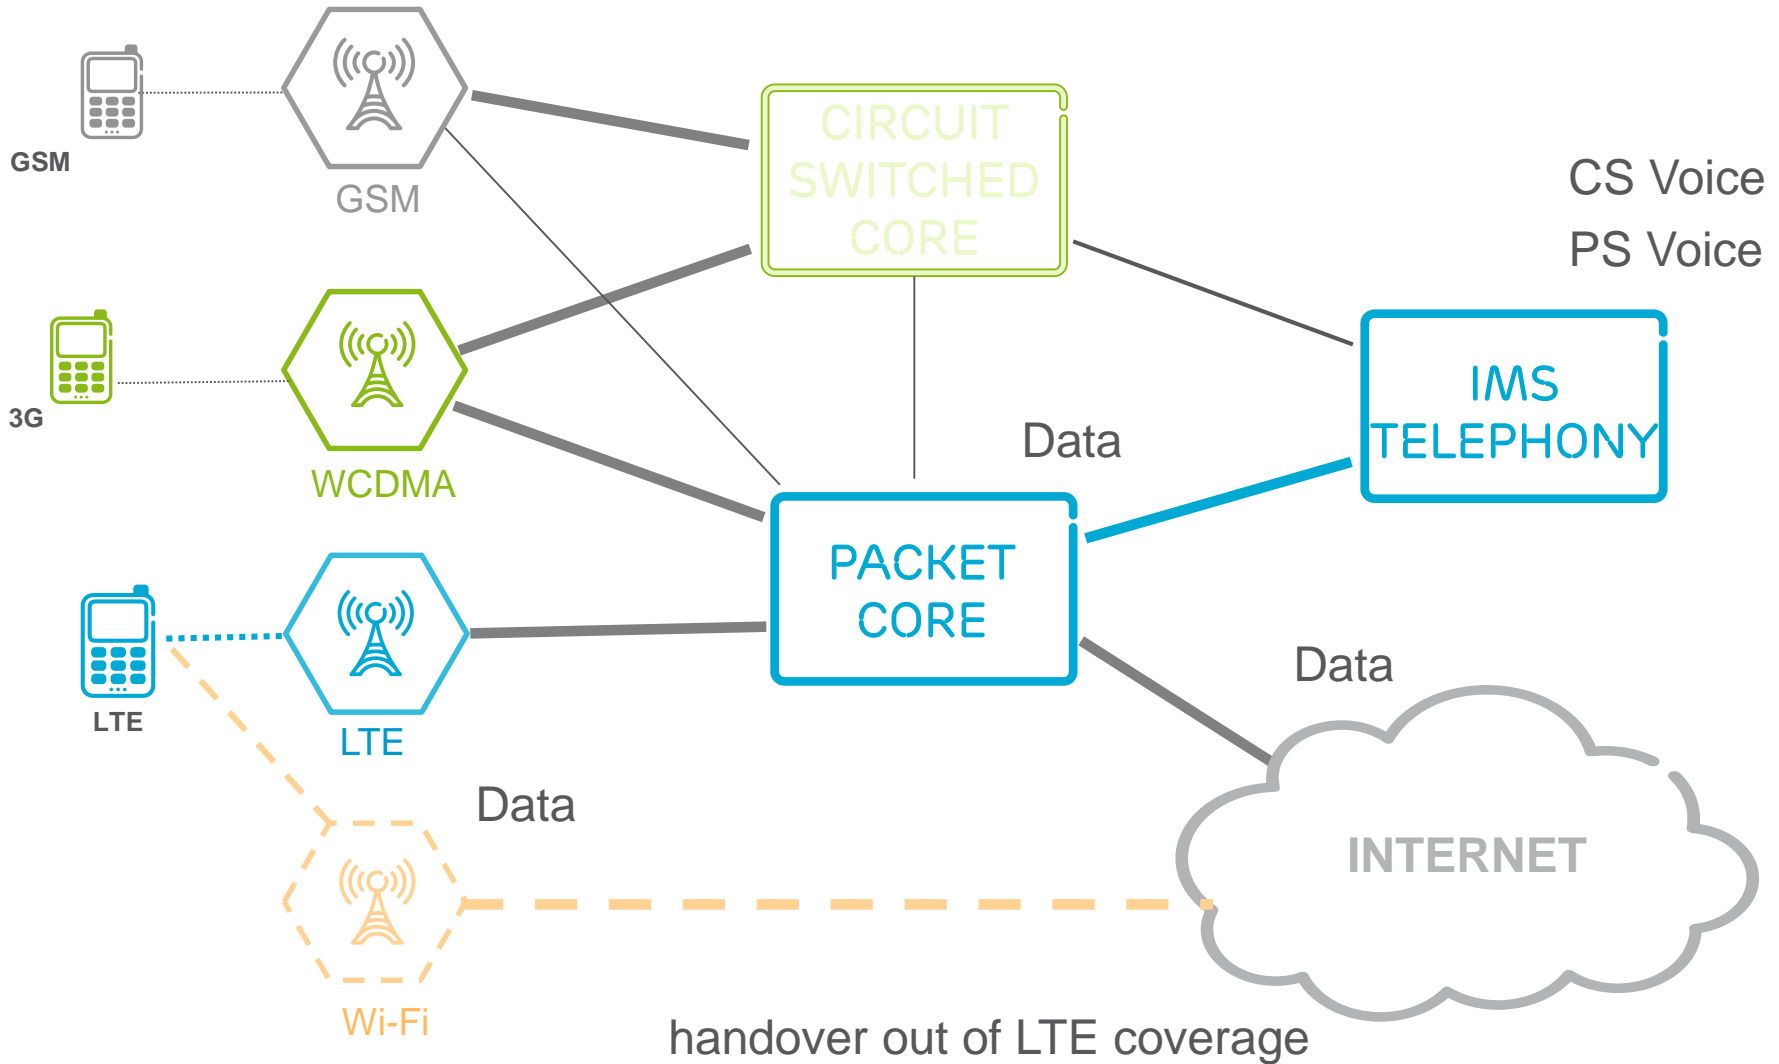 CIRCUIT
SWITCHED
CORE
GSM
GSM
CS Voice
PS Voice
IMS
TELEPHONY
3G
WCDMA
Data
PACKET
CORE
LTE
LTE
Data
Data
INTERNET
Wi-Fi
handover out of LTE coverage